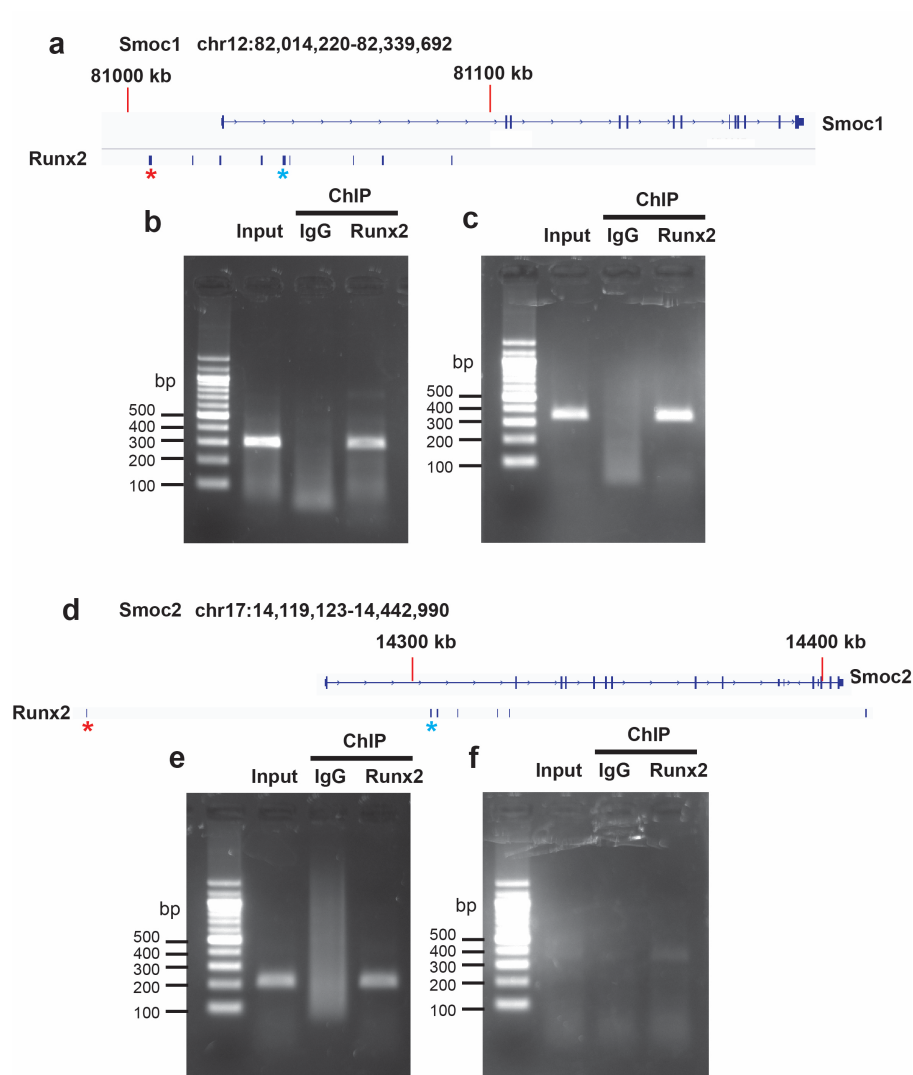 a
Smoc1 chr12:82,014,220-82,339,692
81000 kb
81100 kb
Smoc1
Runx2
*
*
b
ChIP
Input IgG Runx2
bp
500
400
300
200
100
c
ChIP
Input IgG Runx2
bp
500
400
300
200
100
d
Smoc2 chr17:14,119,123-14,442,990
14300 kb
14400 kb
Smoc2
Runx2
*
*
e
ChIP
Input IgG Runx2
bp
500
400
300
200
100
f
ChIP
Input IgG Runx2
bp
500
400
300
200
100